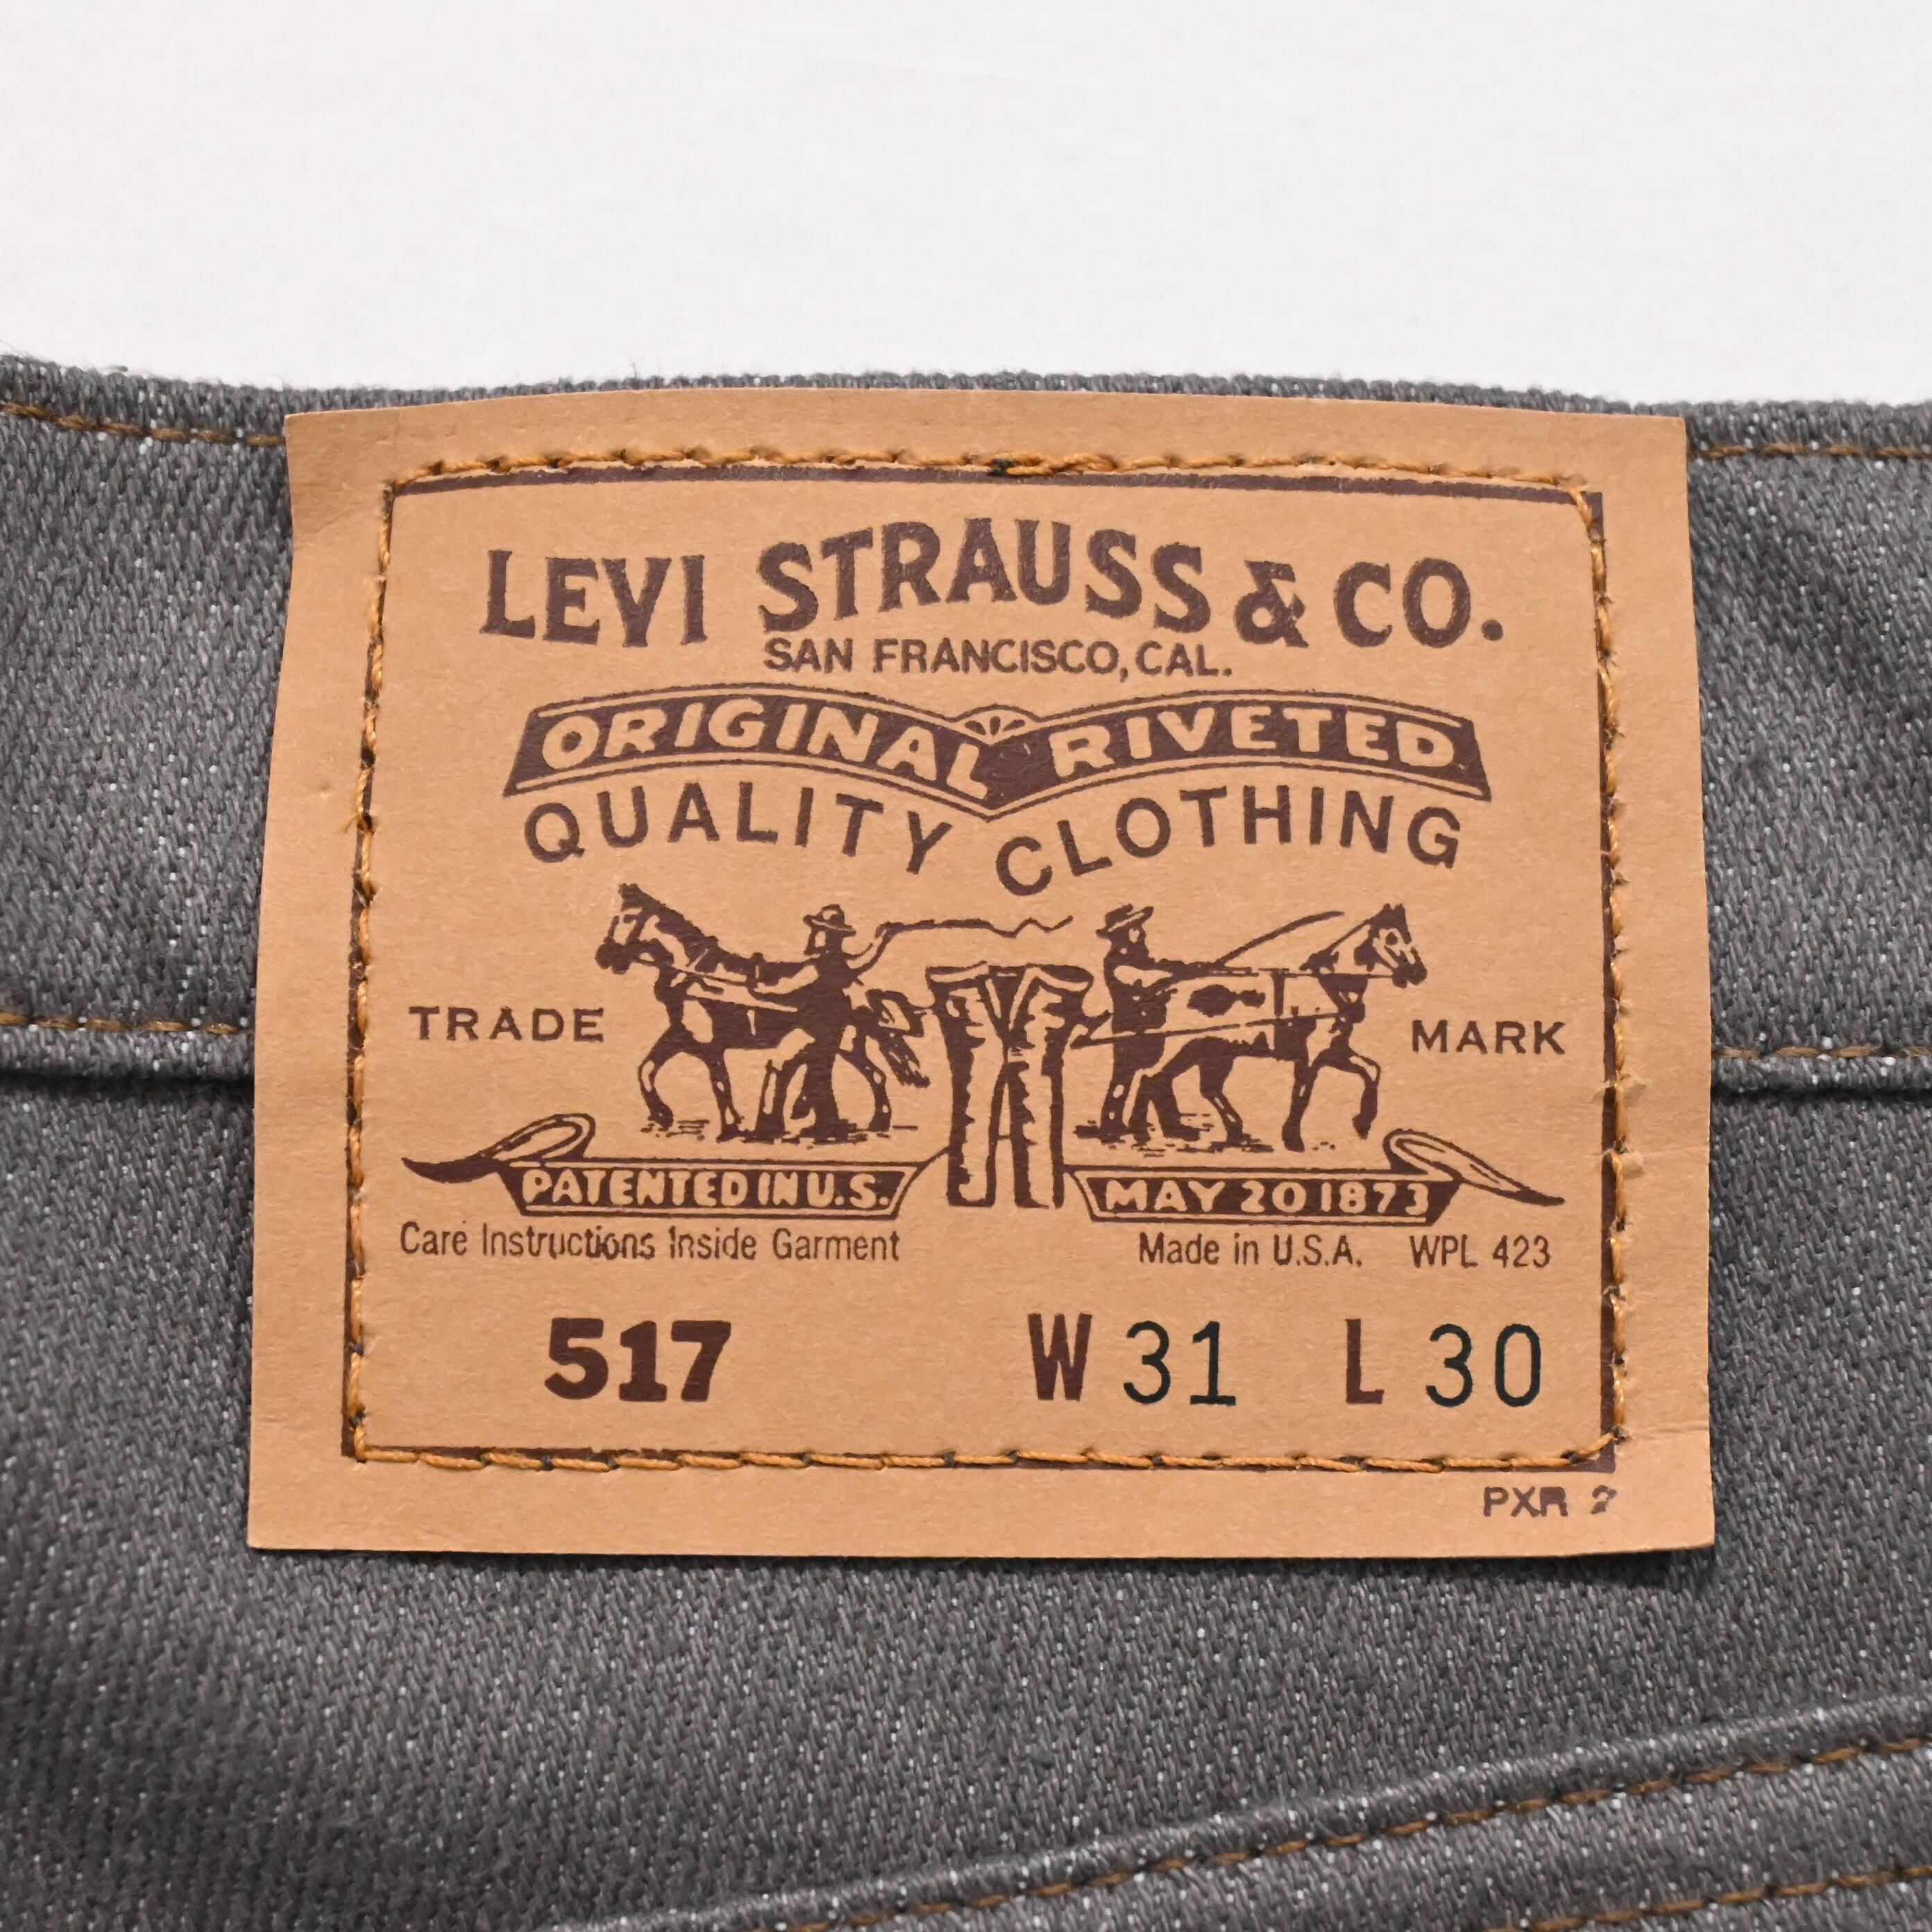 LEVI STRAUSS & CO.
SAN FRANCISCO, CAL.
ORIGINAL RIVETED
QUALITY CLOTHING
TRADE MARK
PATENTED IN U.S. MAY 20 1873
Care Instructions Inside Garment Made in U.S.A. WPL 423
517 W 31 L 30
PXR